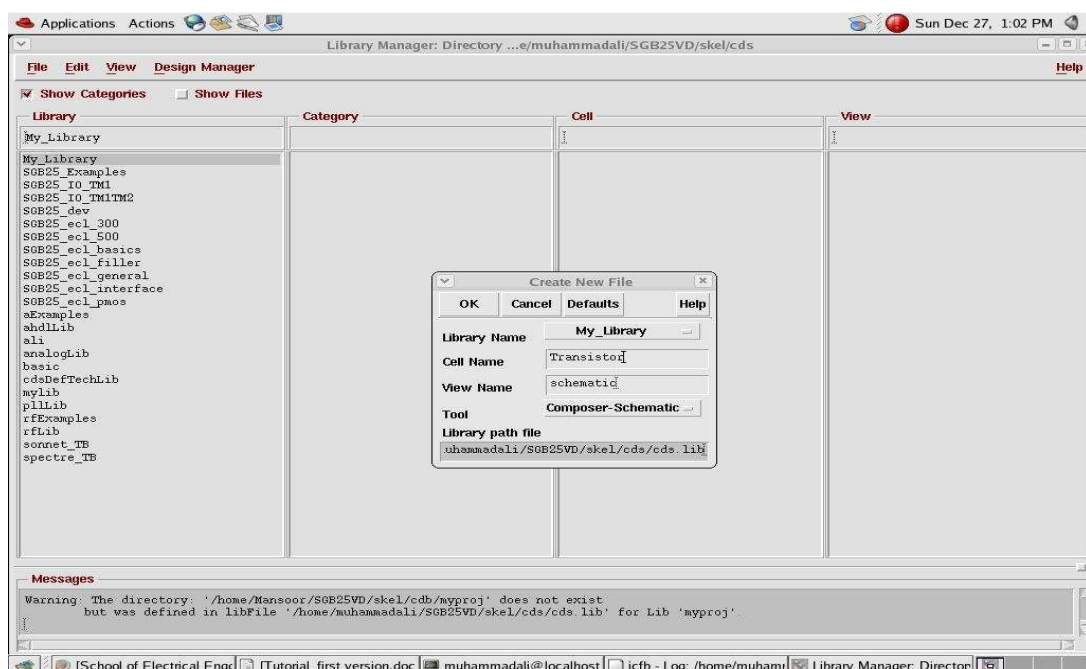 Applications Actions Sun Dec 27, 1:02 PM
Library Manager: Directory ...e/muhammadali/SGB25VD/skel/cds
File Edit View Design Manager Help
Show Categories Show Files
Library Category Cell View
My_Library
My_Library
SGB25_Examples
SGB25_IO_TM1
SGB25_IO_TM1TM2
SGB25_dev
SGB25_ecl_300
SGB25_ecl_500
SGB25_ecl_basics
SGB25_ecl_filler
SGB25_ecl_general
SGB25_ecl_interface
SGB25_ecl_pmos
aExamples
ahdlLib
ali
analogLib
basic
cdsDefTechLib
mylib
pllLib
rfExamples
rfLib
sonnet_TB
spectre_TB
Create New File
OK Cancel Defaults Help
Library Name My_Library
Cell Name Transistor
View Name schematic
Tool Composer-Schematic
Library path file
uhammadali/SGB25VD/skel/cds/cds.lib
Messages
Warning: The directory: '/home/Mansoor/SGB25VD/skel/cdb/myproj' does not exist
but was defined in libFile '/home/muhammadali/SGB25VD/skel/cds/cds.lib' for Lib 'myproj'.
[School of Electrical Engc [Tutorial_first version.doc muhammadali@localhost icfb - Log: /home/muhami Library Manager: Director